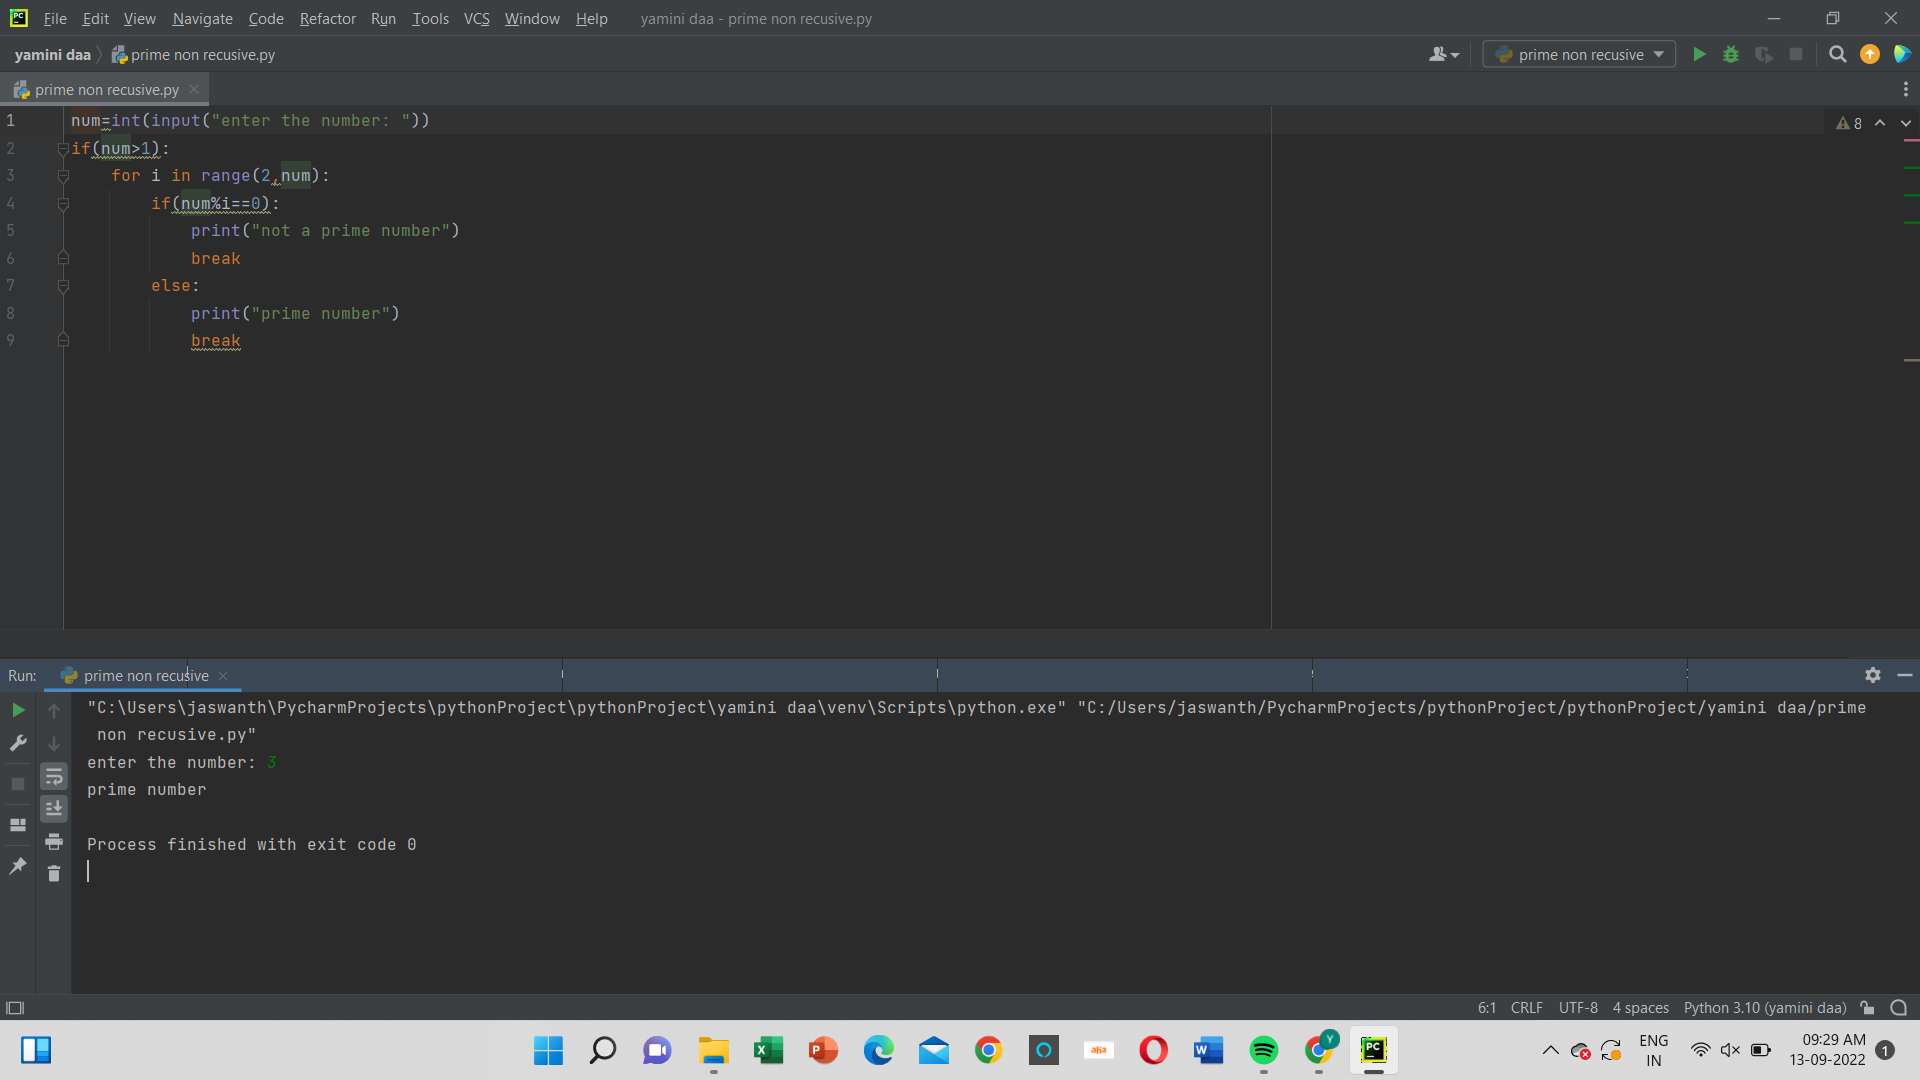 File Edit View Navigate Code Refactor Run Tools VCS Window Help yamini daa - prime non recusive.py
yamini daa prime non recusive.py
prime non recusive
prime non recusive.py
8
1 num=int(input("enter the number: "))
2 if(num>1):
3     for i in range(2,num):
4         if(num%i==0):
5             print("not a prime number")
6             break
7         else:
8             print("prime number")
9             break
Run: prime non recusive
"C:\Users\jaswanth\PycharmProjects\pythonProject\pythonProject\yamini daa\venv\Scripts\python.exe" "C:/Users/jaswanth/PycharmProjects/pythonProject/pythonProject/yamini daa/prime
 non recusive.py"
enter the number: 3
prime number
Process finished with exit code 0
6:1 CRLF UTF-8 4 spaces Python 3.10 (yamini daa)
ENG
IN
09:29 AM
13-09-2022
1